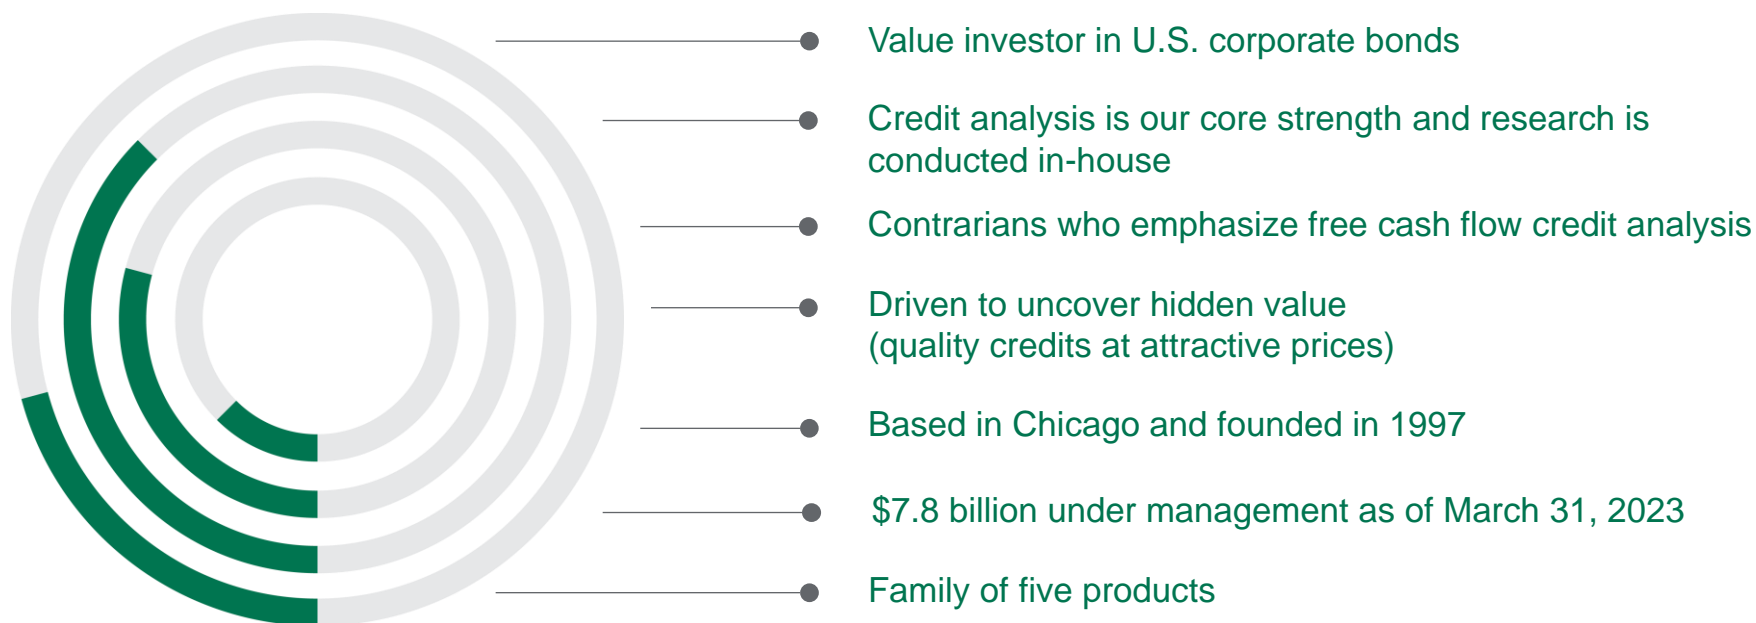 Value investor in U.S. corporate bonds
Credit analysis is our core strength and research is
conducted in-house
Contrarians who emphasize free cash flow credit analysis
Driven to uncover hidden value
(quality credits at attractive prices)
Based in Chicago and founded in 1997
$7.8 billion under management as of March 31, 2023
Family of five products